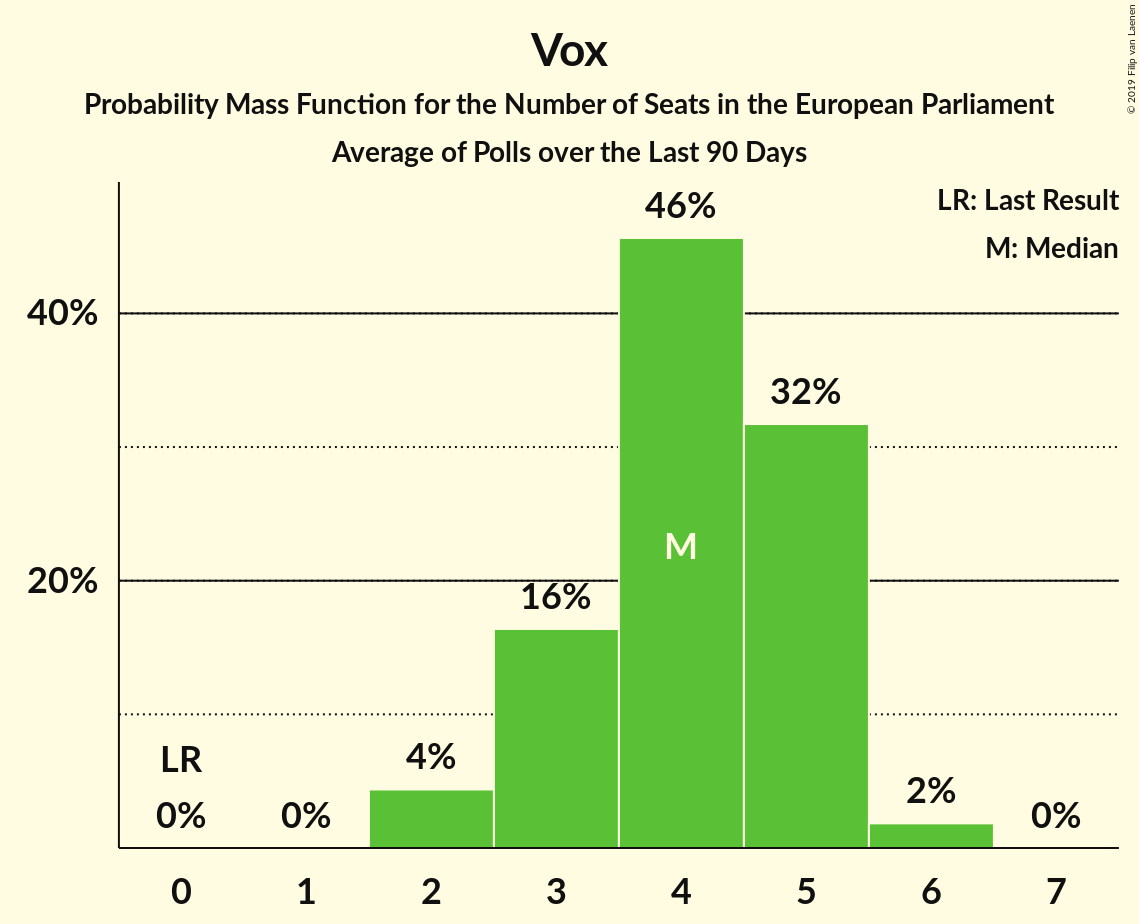 Vox
Probability Mass Function for the Number of Seats in the European Parliament
Average of Polls over the Last 90 Days
© 2019 Filip van Laenen
LR: Last Result
M: Median
46%
40%
32%
M
20%
16%
LR
4%
2%
0%
0%
0%
0 1 2 3 4 5 6 7